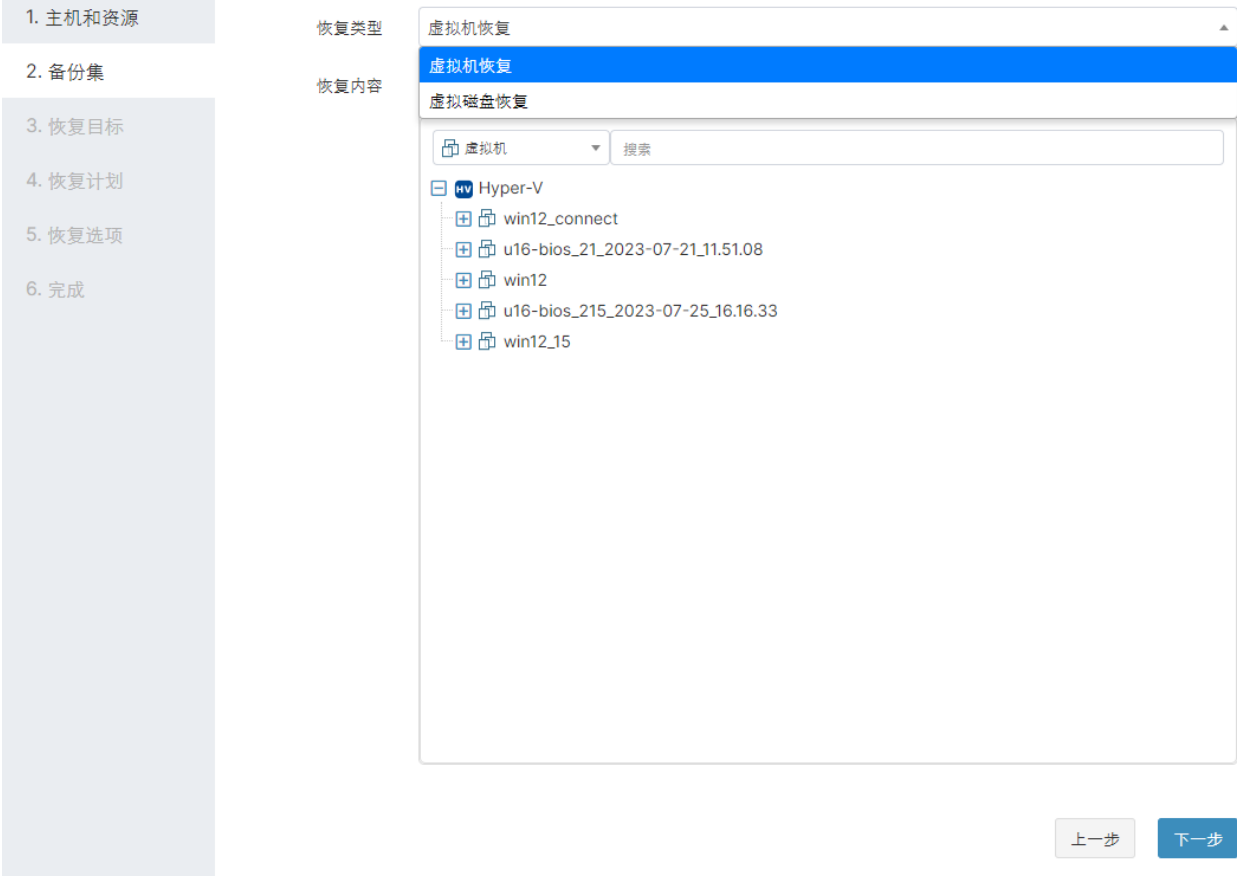 1. 主机和资源
2. 备份集
3. 恢复目标
4. 恢复计划
5. 恢复选项
6. 完成
恢复类型
虚拟机恢复
虚拟机恢复
虚拟磁盘恢复
恢复内容
虚拟机
搜索
HV Hyper-V
win12_connect
u16-bios_21_2023-07-21_11.51.08
win12
u16-bios_215_2023-07-25_16.16.33
win12_15
上一步
下一步